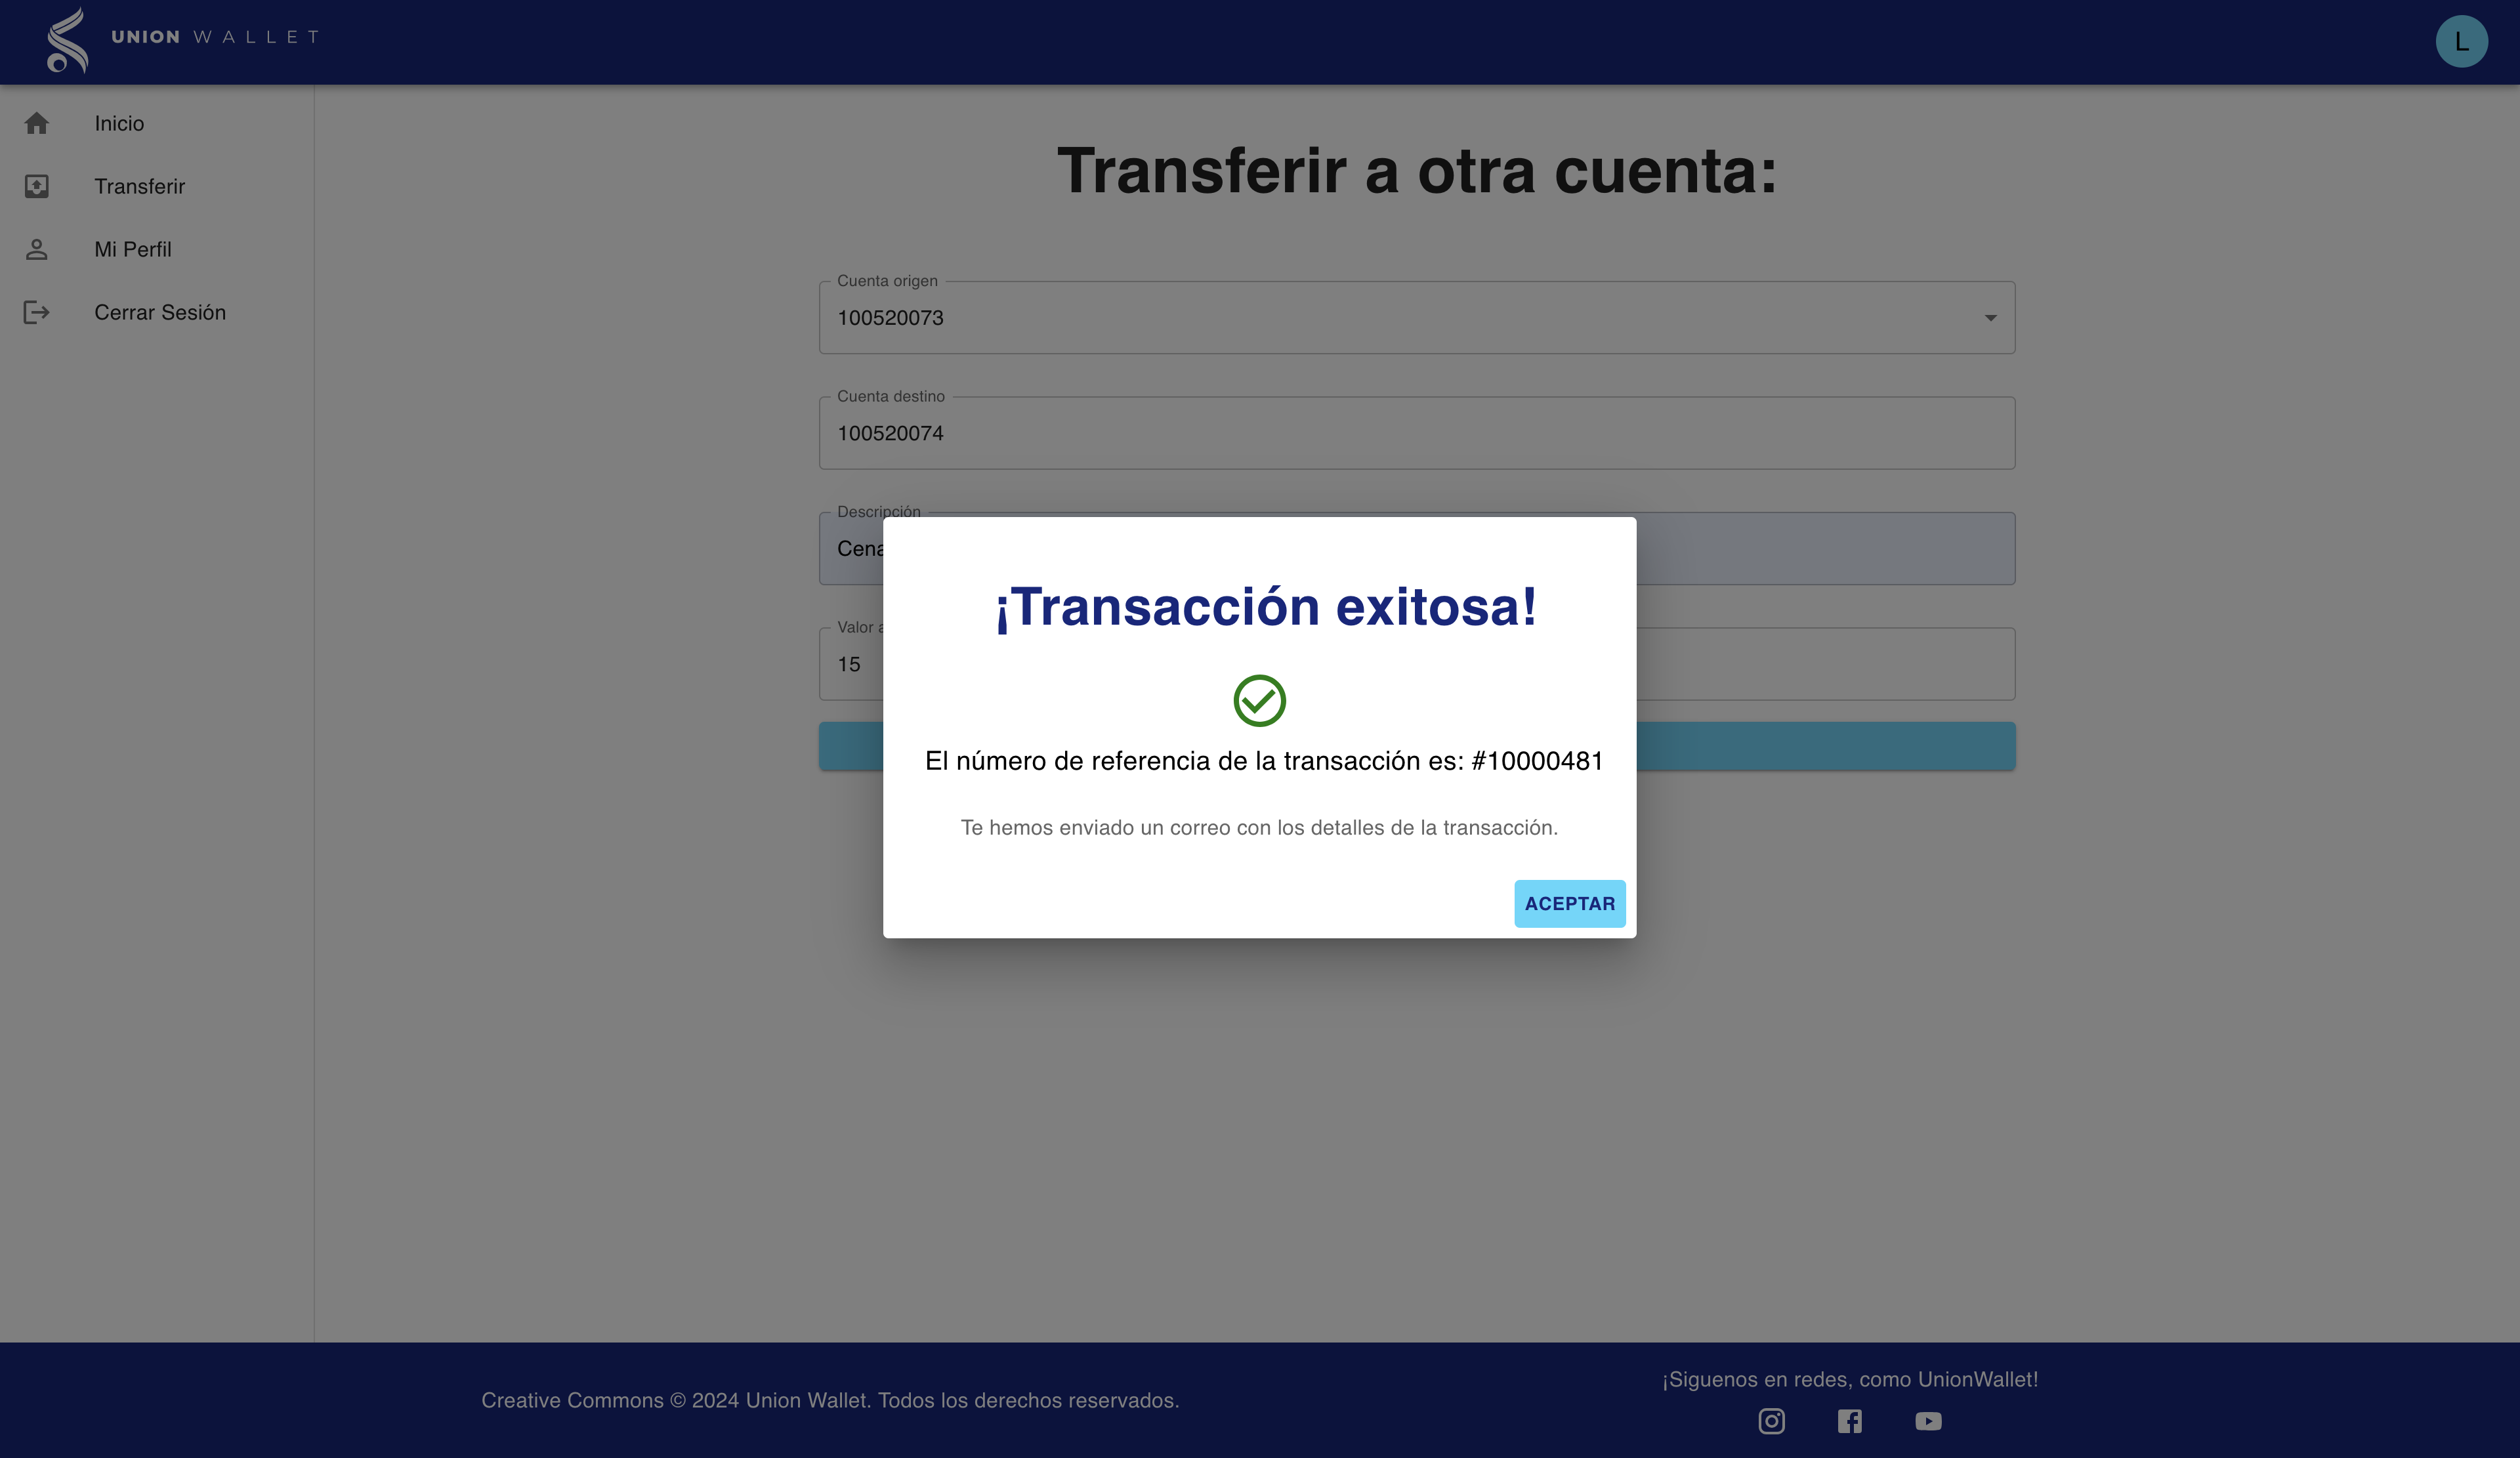 UNION WALLET
L
Inicio
Transferir
Mi Perfil
Cerrar Sesión
Transferir a otra cuenta:
Cuenta origen
100520073
Cuenta destino
100520074
Descripción
Cena
Valor a
15
¡Transacción exitosa!
El número de referencia de la transacción es: #10000481
Te hemos enviado un correo con los detalles de la transacción.
ACEPTAR
Creative Commons © 2024 Union Wallet. Todos los derechos reservados.
¡Siguenos en redes, como UnionWallet!